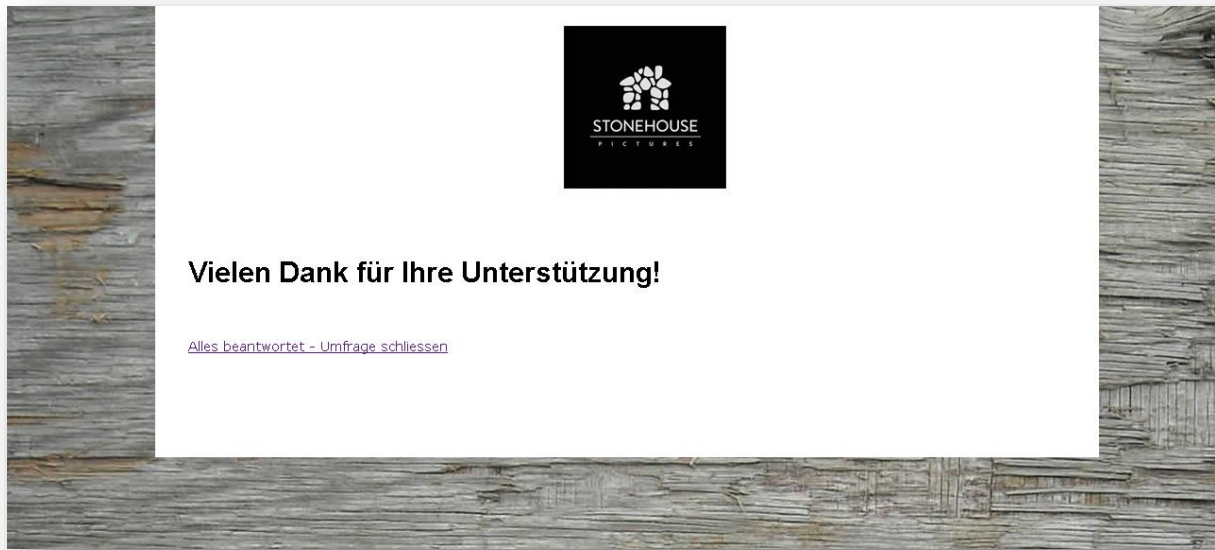 STONEHOUSE
PICTURES
Vielen Dank für Ihre Unterstützung!
Alles beantwortet - Umfrage schliessen